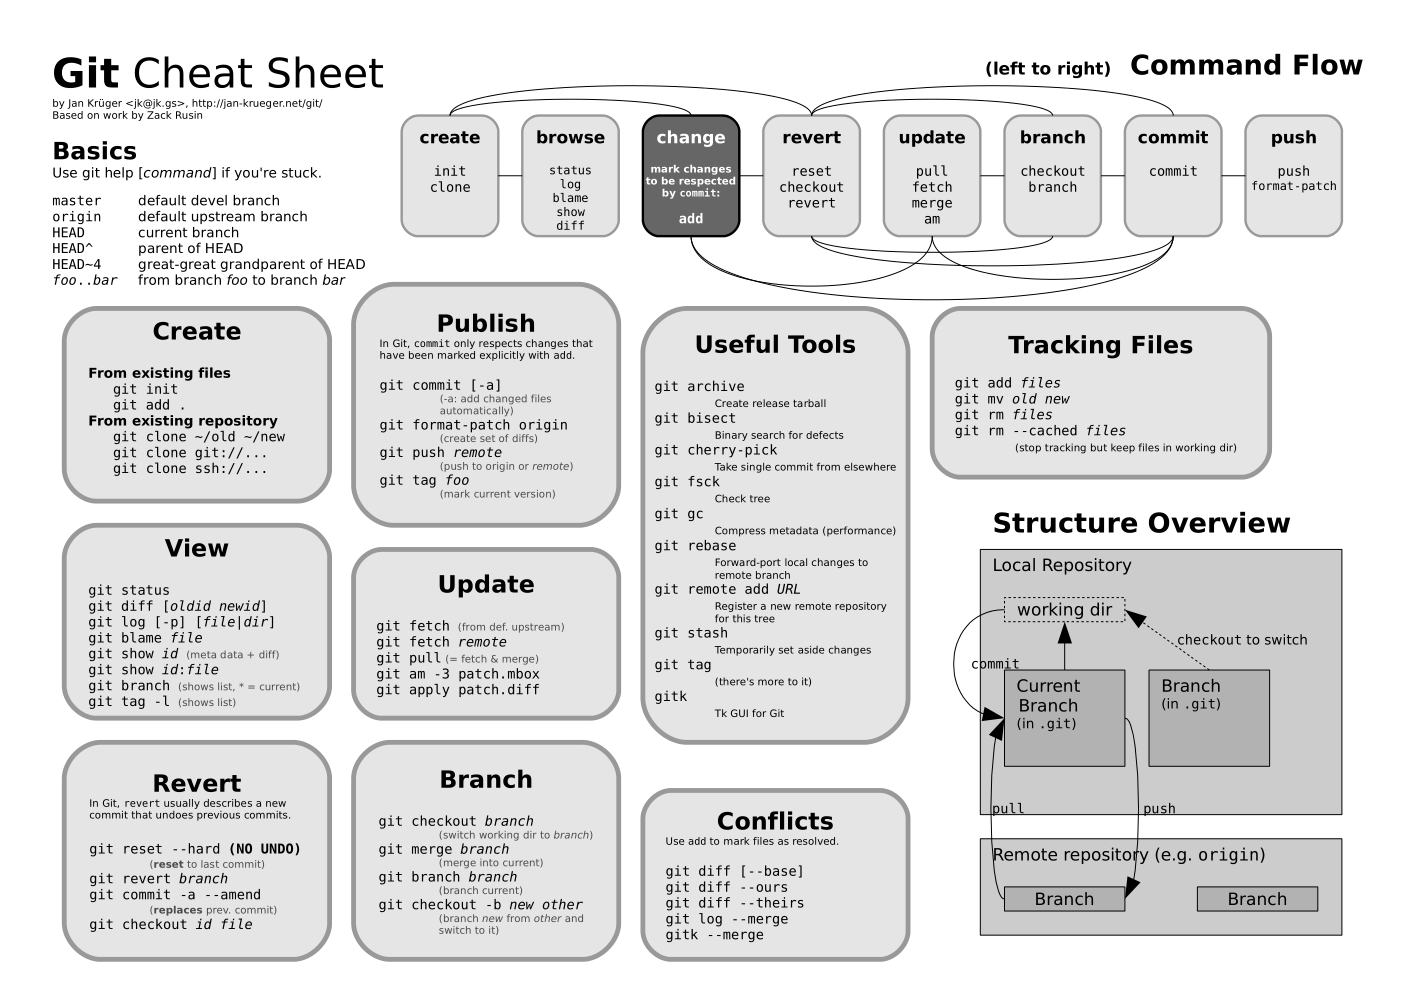 Git Cheat Sheet
by Jan Krüger <jk@jk.gs>, http://jan-krueger.net/git/
Based on work by Zack Rusin
Basics
Use git help [command] if you're stuck.
master default devel branch
origin default upstream branch
HEAD current branch
HEAD^ parent of HEAD
HEAD~4 great-great grandparent of HEAD
foo..bar from branch foo to branch bar
(left to right) Command Flow
create
init
clone
browse
status
log
blame
show
diff
change
mark changes
to be respected
by commit:
add
revert
reset
checkout
revert
update
pull
fetch
merge
am
branch
checkout
branch
commit
commit
push
push
format-patch
Create
From existing files
git init
git add .
From existing repository
git clone ~/old ~/new
git clone git://...
git clone ssh://...
View
git status
git diff [oldid newid]
git log [-p] [file|dir]
git blame file
git show id (meta data + diff)
git show id:file
git branch (shows list, * = current)
git tag -l (shows list)
Revert
In Git, revert usually describes a new
commit that undoes previous commits.
git reset --hard (NO UNDO)
(reset to last commit)
git revert branch
git commit -a --amend
(replaces prev. commit)
git checkout id file
Publish
In Git, commit only respects changes that
have been marked explicitly with add.
git commit [-a]
(-a: add changed files
automatically)
git format-patch origin
(create set of diffs)
git push remote
(push to origin or remote)
git tag foo
(mark current version)
Update
git fetch (from def. upstream)
git fetch remote
git pull (= fetch & merge)
git am -3 patch.mbox
git apply patch.diff
Branch
git checkout branch
(switch working dir to branch)
git merge branch
(merge into current)
git branch branch
(branch current)
git checkout -b new other
(branch new from other and
switch to it)
Useful Tools
git archive
Create release tarball
git bisect
Binary search for defects
git cherry-pick
Take single commit from elsewhere
git fsck
Check tree
git gc
Compress metadata (performance)
git rebase
Forward-port local changes to
remote branch
git remote add URL
Register a new remote repository
for this tree
git stash
Temporarily set aside changes
git tag
(there's more to it)
gitk
Tk GUI for Git
Conflicts
Use add to mark files as resolved.
git diff [--base]
git diff --ours
git diff --theirs
git log --merge
gitk --merge
Tracking Files
git add files
git mv old new
git rm files
git rm --cached files
(stop tracking but keep files in working dir)
Structure Overview
Local Repository
working dir
checkout to switch
commit
Current
Branch
(in .git)
Branch
(in .git)
pull
push
Remote repository (e.g. origin)
Branch
Branch